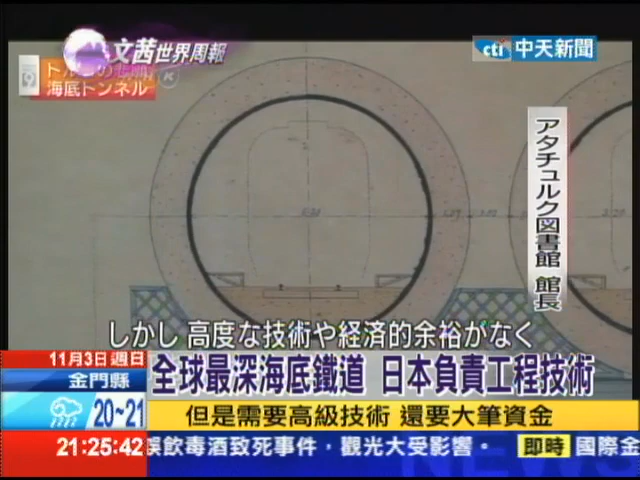 文茜世界周報
cti 中天新聞
海底トンネル
アタチュルク図書館 館長
しかし 高度な技術や経済的余裕がなく
11月3日週日
全球最深海底鐵道 日本負責工程技術
金門縣
20~21
但是需要高級技術 還要大筆資金
21:25:42
誤飲毒酒致死事件，觀光大受影響。
即時
國際金
NEWS